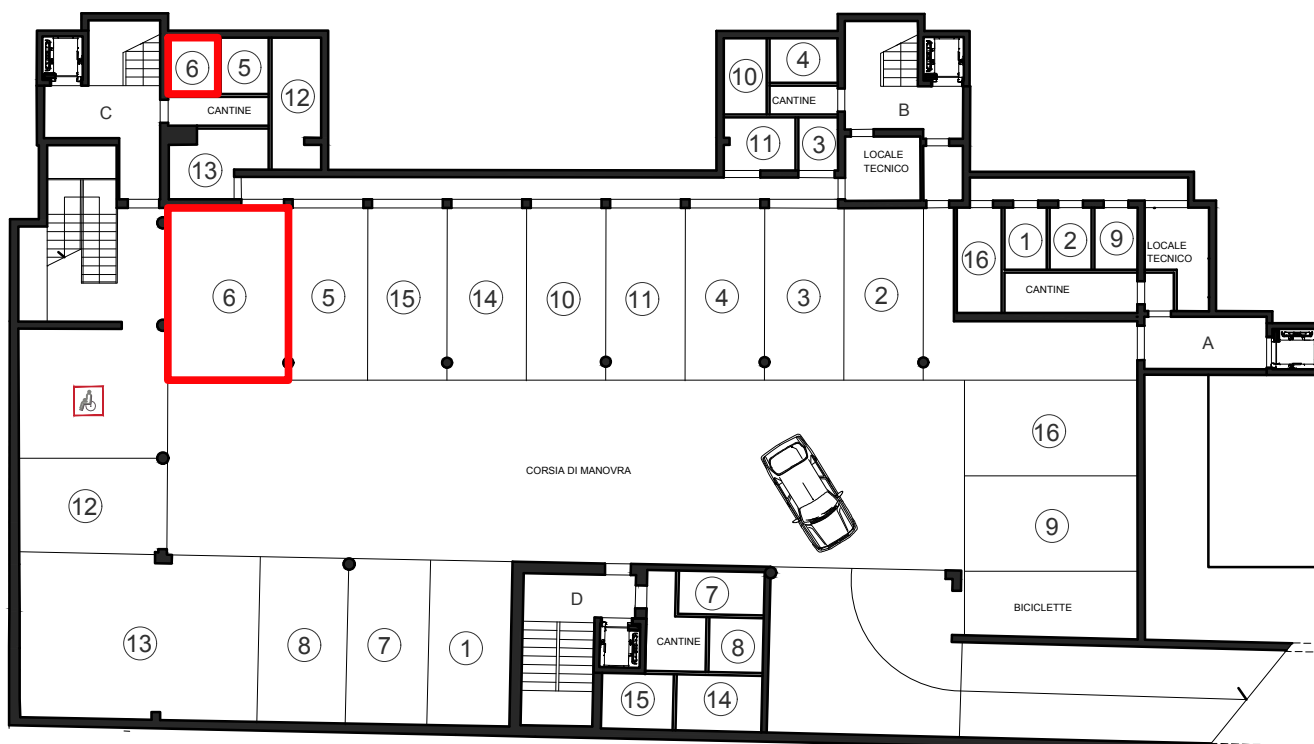 6
5
12
C
CANTINE
13
10
4
CANTINE
B
11
3
LOCALE
TECNICO
16
1
2
9
LOCALE
TECNICO
CANTINE
A
6
5
15
14
10
11
4
3
2
16
CORSIA DI MANOVRA
12
9
BICICLETTE
13
8
7
1
D
7
CANTINE
8
15
14